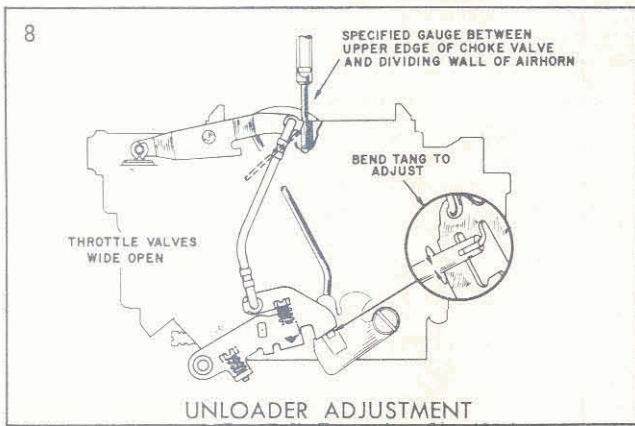 8
SPECIFIED GAUGE BETWEEN
UPPER EDGE OF CHOKE VALVE
AND DIVIDING WALL OF AIRHORN
BEND TANG TO
ADJUST
THROTTLE VALVES
WIDE OPEN
UNLOADER ADJUSTMENT